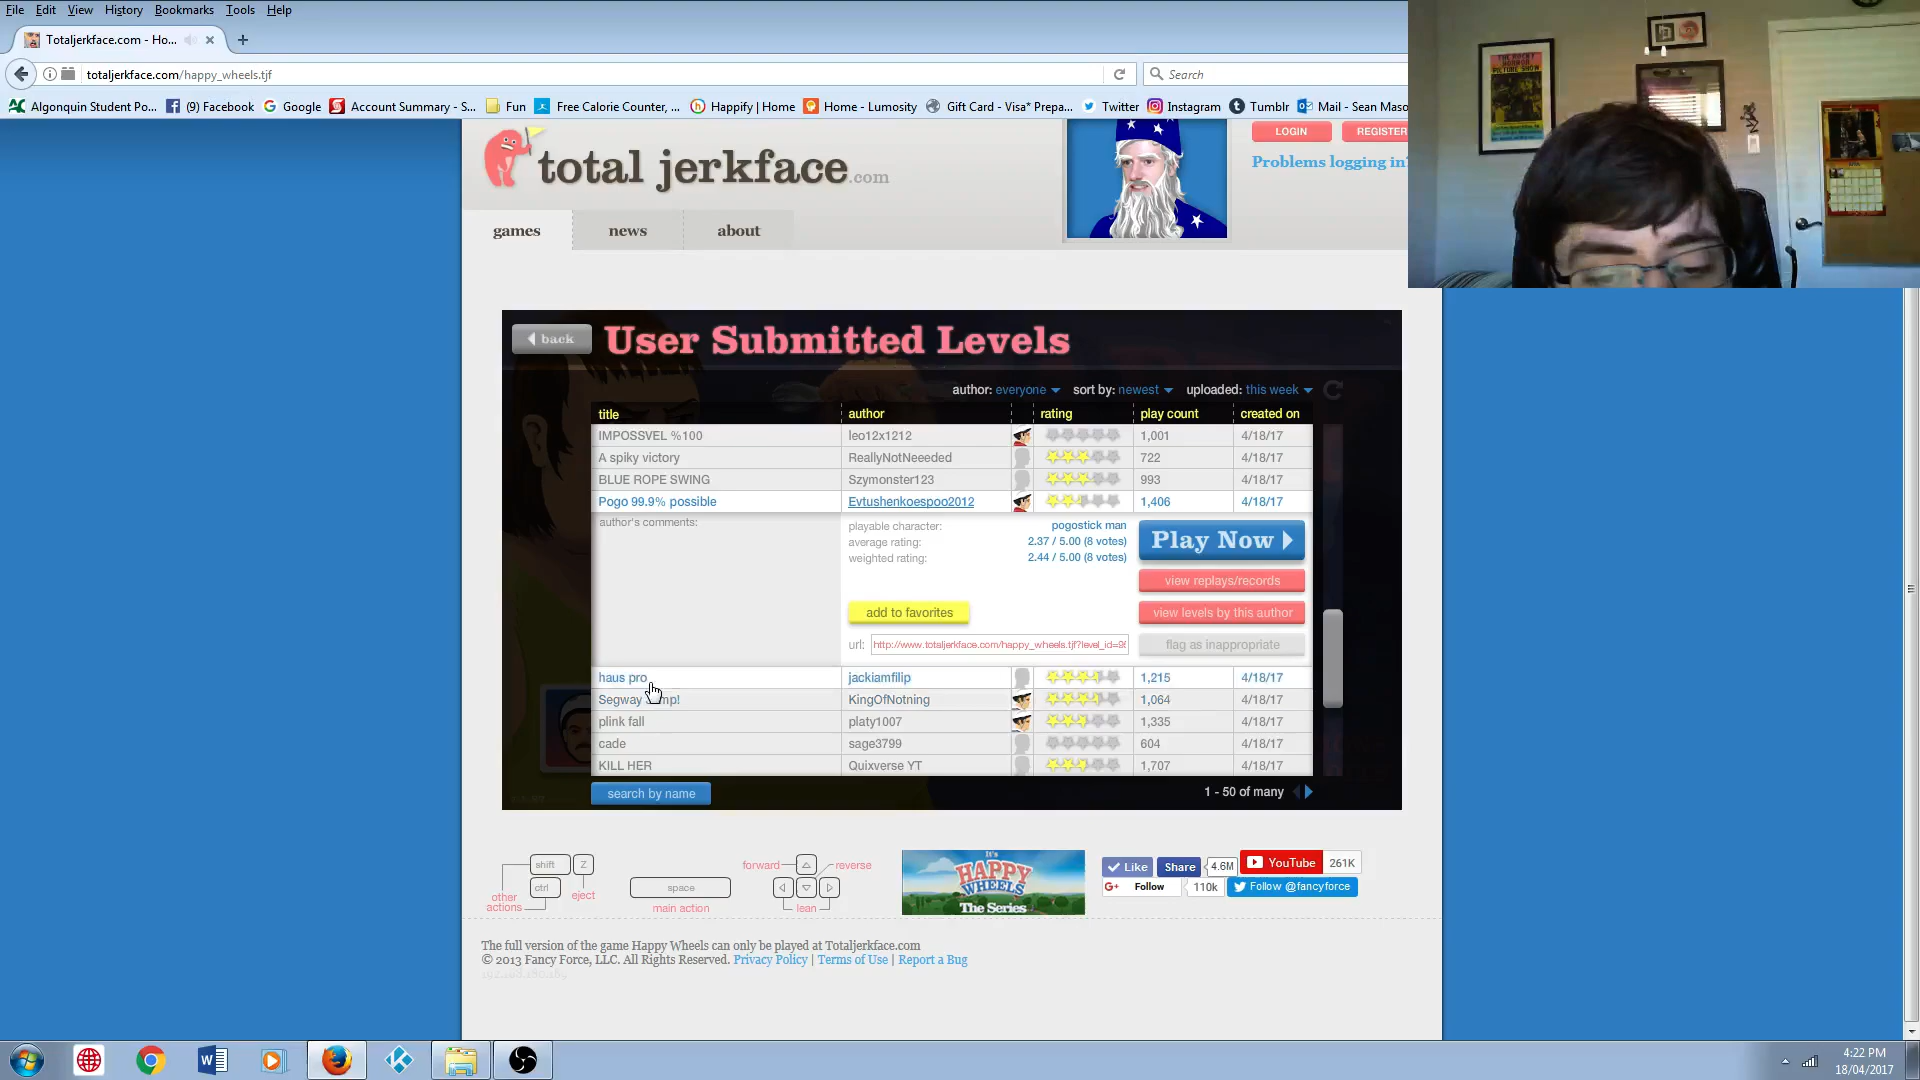 File Edit View History Bookmarks Tools Help
Totaljerkface.com - Ho...
totaljerkface.com/happy_wheels.tjf
Search
Algonquin Student Po... (9) Facebook Google Account Summary - S... Fun Free Calorie Counter, ... Happify | Home Home - Lumosity Gift Card - Visa* Prepa... Twitter Instagram Tumblr Mail - Sean Maso
total jerkface.com
LOGIN REGISTER
Problems logging in?
games news about
back User Submitted Levels
author: everyone sort by: newest uploaded: this week
title author rating play count created on
IMPOSSVEL %100 leo12x1212 1,001 4/18/17
A spiky victory ReallyNotNeeeded 722 4/18/17
BLUE ROPE SWING Szymonster123 993 4/18/17
Pogo 99.9% possible Evtushenkoespoo2012 1,406 4/18/17
author's comments:
playable character: pogostick man
average rating: 2.37 / 5.00 (8 votes)
weighted rating: 2.44 / 5.00 (8 votes)
Play Now
view replays/records
add to favorites
view levels by this author
url: http://www.totaljerkface.com/happy_wheels.tjf?level_id=9
flag as inappropriate
haus pro jackiamfilip 1,215 4/18/17
Segway mp! KingOfNotning 1,064 4/18/17
plink fall platy1007 1,335 4/18/17
cade sage3799 604 4/18/17
KILL HER Quixverse YT 1,707 4/18/17
search by name
1 - 50 of many
shift Z
ctrl
other actions
eject
space
main action
forward reverse
lean
IT'S HAPPY WHEELS
The Series
Like Share 4.6M YouTube 261K
Follow 110k Follow @fancyforce
The full version of the game Happy Wheels can only be played at Totaljerkface.com
© 2013 Fancy Force, LLC. All Rights Reserved. Privacy Policy | Terms of Use | Report a Bug
4:22 PM
18/04/2017